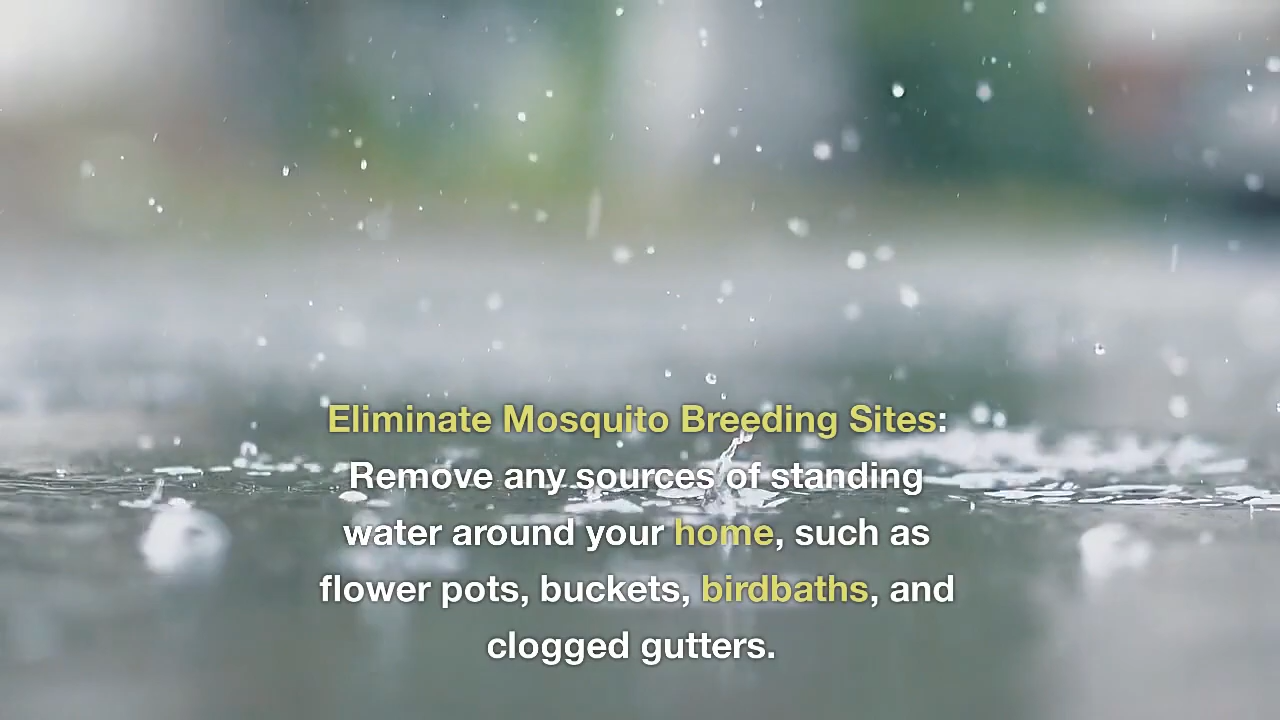 Eliminate Mosquito Breeding Sites:
Remove any sources of standing
water around your home, such as
flower pots, buckets, birdbaths, and
clogged gutters.